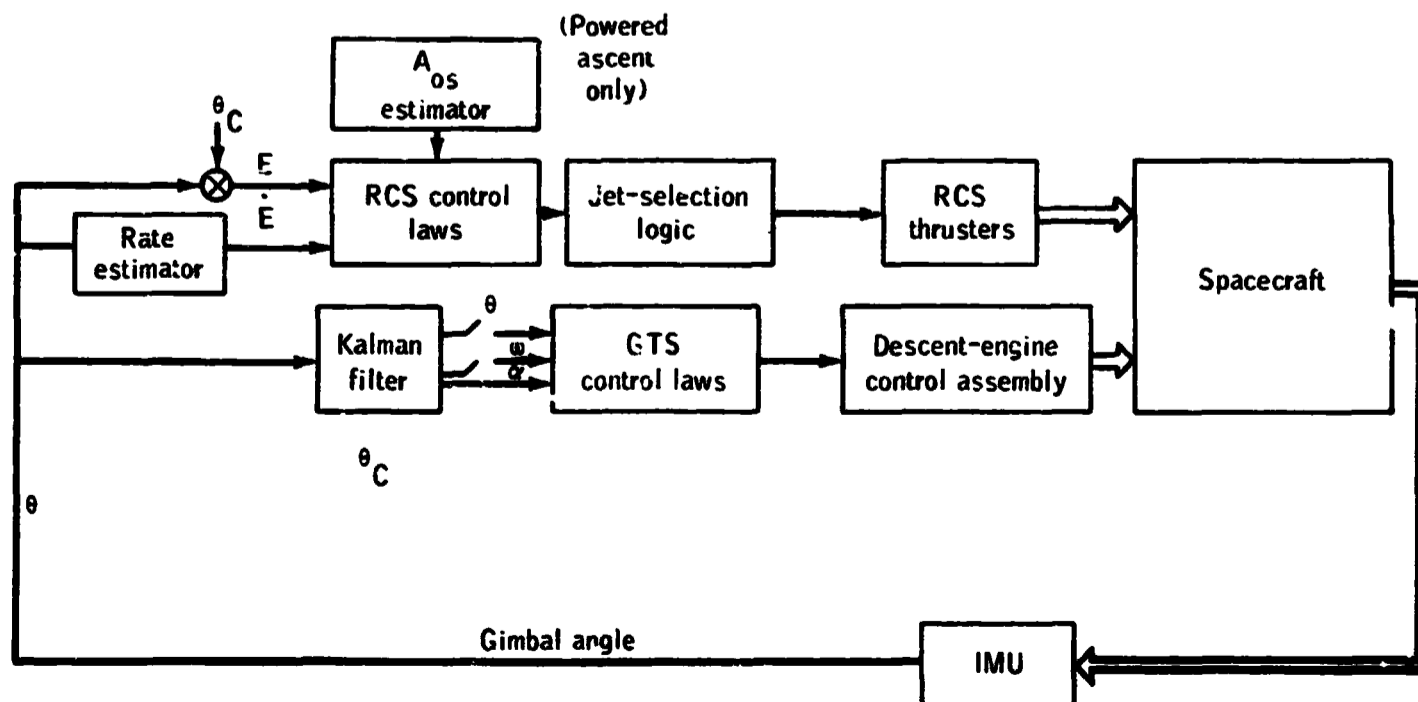 (Powered
ascent
only)
A
os
estimator
θ
C
E
Ė
RCS control
laws
Jet-selection
logic
RCS
thrusters
Spacecraft
Rate
estimator
Kalman
filter
θ
ω
α
GTS
control laws
Descent-engine
control assembly
θ
C
θ
Gimbal angle
IMU